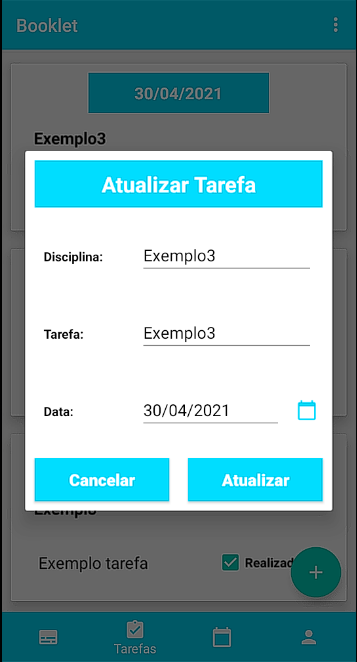 Booklet
30/04/2021
Exemplo3
Atualizar Tarefa
Disciplina: Exemplo3
Tarefa: Exemplo3
Data: 30/04/2021
Cancelar Atualizar
Exemplo
Exemplo tarefa Realizad
Tarefas